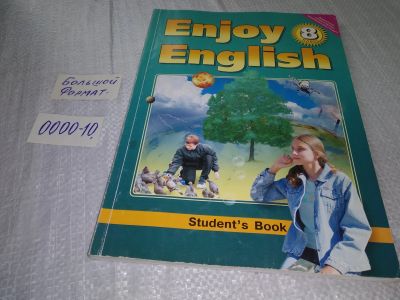 Enjoy 8
English
Большой
Формат-
0000-10,
Student's Book